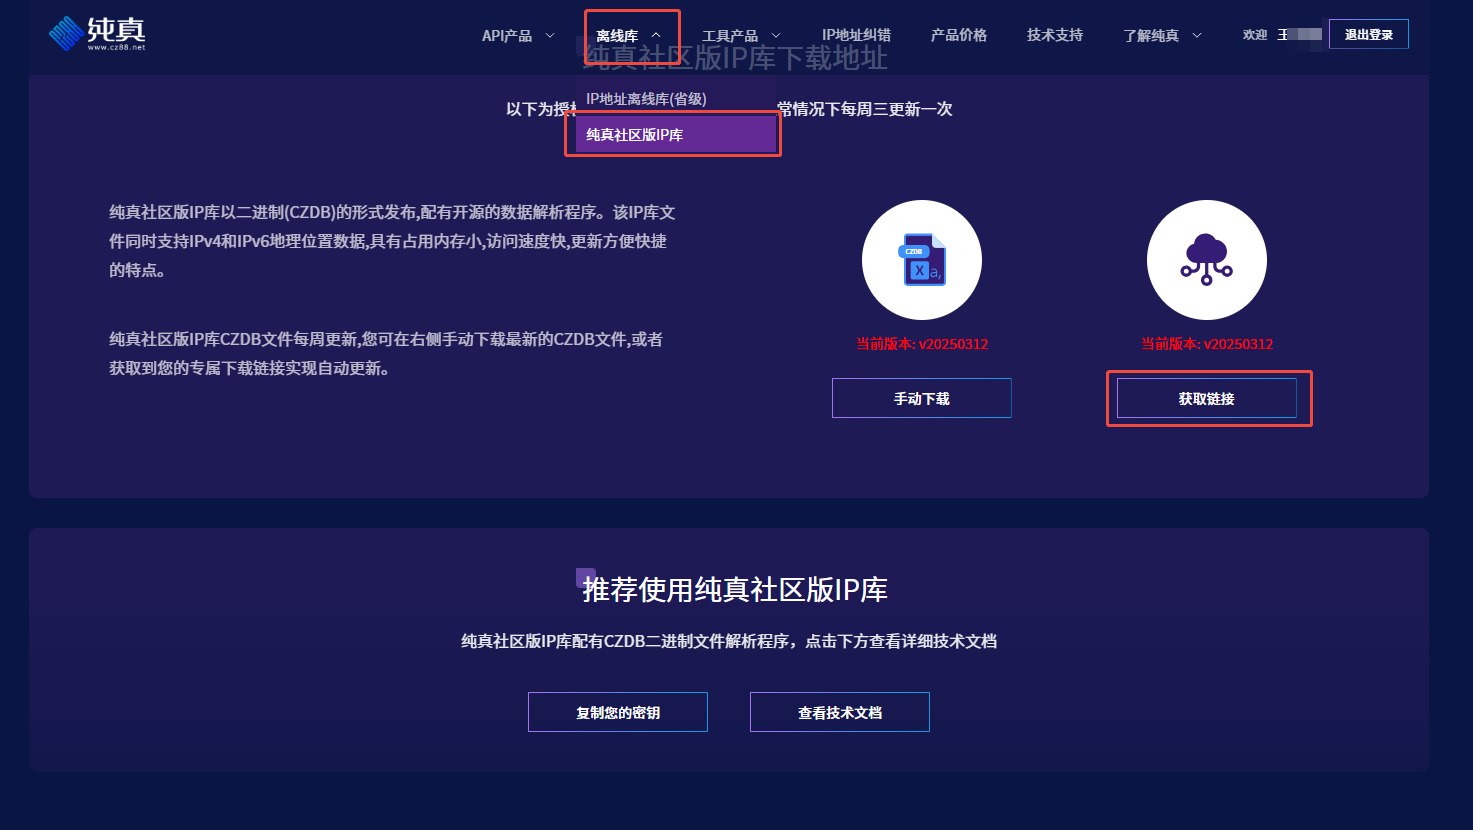 纯真
www.cz88.net
API产品
离线库
工具产品
IP地址纠错
产品价格
技术支持
了解纯真
欢迎 王
退出登录
纯真社区版IP库下载地址
IP地址离线库(省级)
以下为授
常情况下每周三更新一次
纯真社区版IP库
纯真社区版IP库以二进制(CZDB)的形式发布,配有开源的数据解析程序。该IP库文
件同时支持IPv4和IPv6地理位置数据,具有占用内存小,访问速度快,更新方便快捷
的特点。
纯真社区版IP库CZDB文件每周更新,您可在右侧手动下载最新的CZDB文件,或者
获取到您的专属下载链接实现自动更新。
CZDB
X a,
当前版本: v20250312
当前版本: v20250312
手动下载
获取链接
推荐使用纯真社区版IP库
纯真社区版IP库配有CZDB二进制文件解析程序，点击下方查看详细技术文档
复制您的密钥
查看技术文档